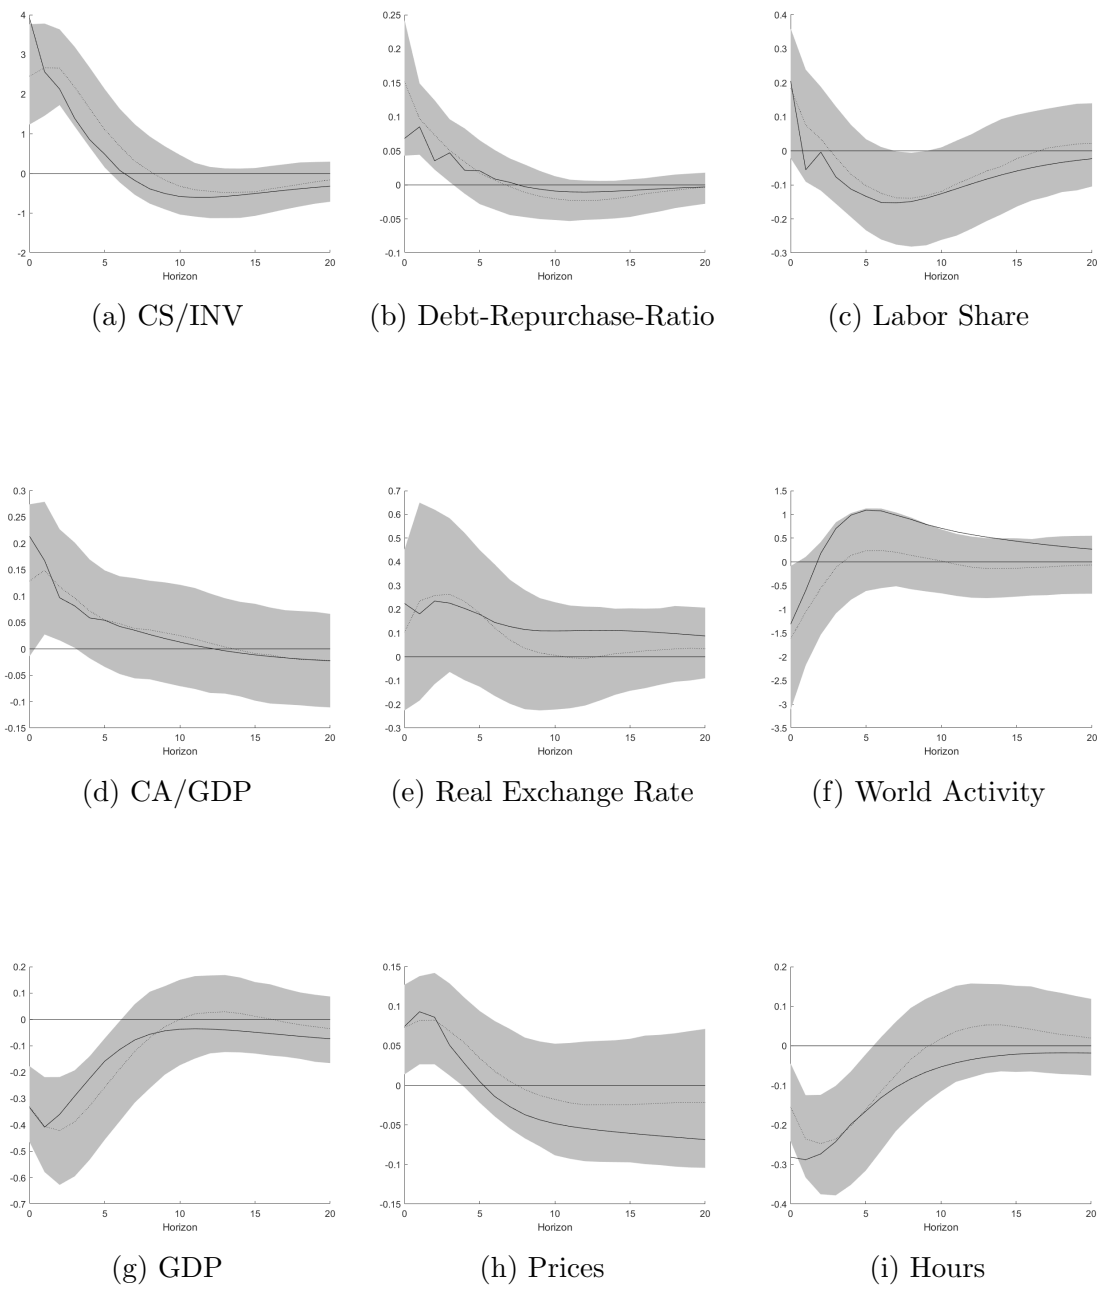 4
3
2
1
0
-1
-2
0 5 10 15 20
Horizon
(a) CS/INV
0.25
0.2
0.15
0.1
0.05
0
-0.05
-0.1
0 5 10 15 20
Horizon
(b) Debt-Repurchase-Ratio
0.4
0.3
0.2
0.1
0
-0.1
-0.2
-0.3
0 5 10 15 20
Horizon
(c) Labor Share
0.3
0.25
0.2
0.15
0.1
0.05
0
-0.05
-0.1
-0.15
0 5 10 15 20
Horizon
(d) CA/GDP
0.7
0.6
0.5
0.4
0.3
0.2
0.1
0
-0.1
-0.2
-0.3
0 5 10 15 20
Horizon
(e) Real Exchange Rate
1.5
1
0.5
0
-0.5
-1
-1.5
-2
-2.5
-3
-3.5
0 5 10 15 20
Horizon
(f) World Activity
0.2
0.1
0
-0.1
-0.2
-0.3
-0.4
-0.5
-0.6
-0.7
0 5 10 15 20
Horizon
(g) GDP
0.15
0.1
0.05
0
-0.05
-0.1
-0.15
0 5 10 15 20
Horizon
(h) Prices
0.2
0.1
0
-0.1
-0.2
-0.3
-0.4
0 5 10 15 20
Horizon
(i) Hours